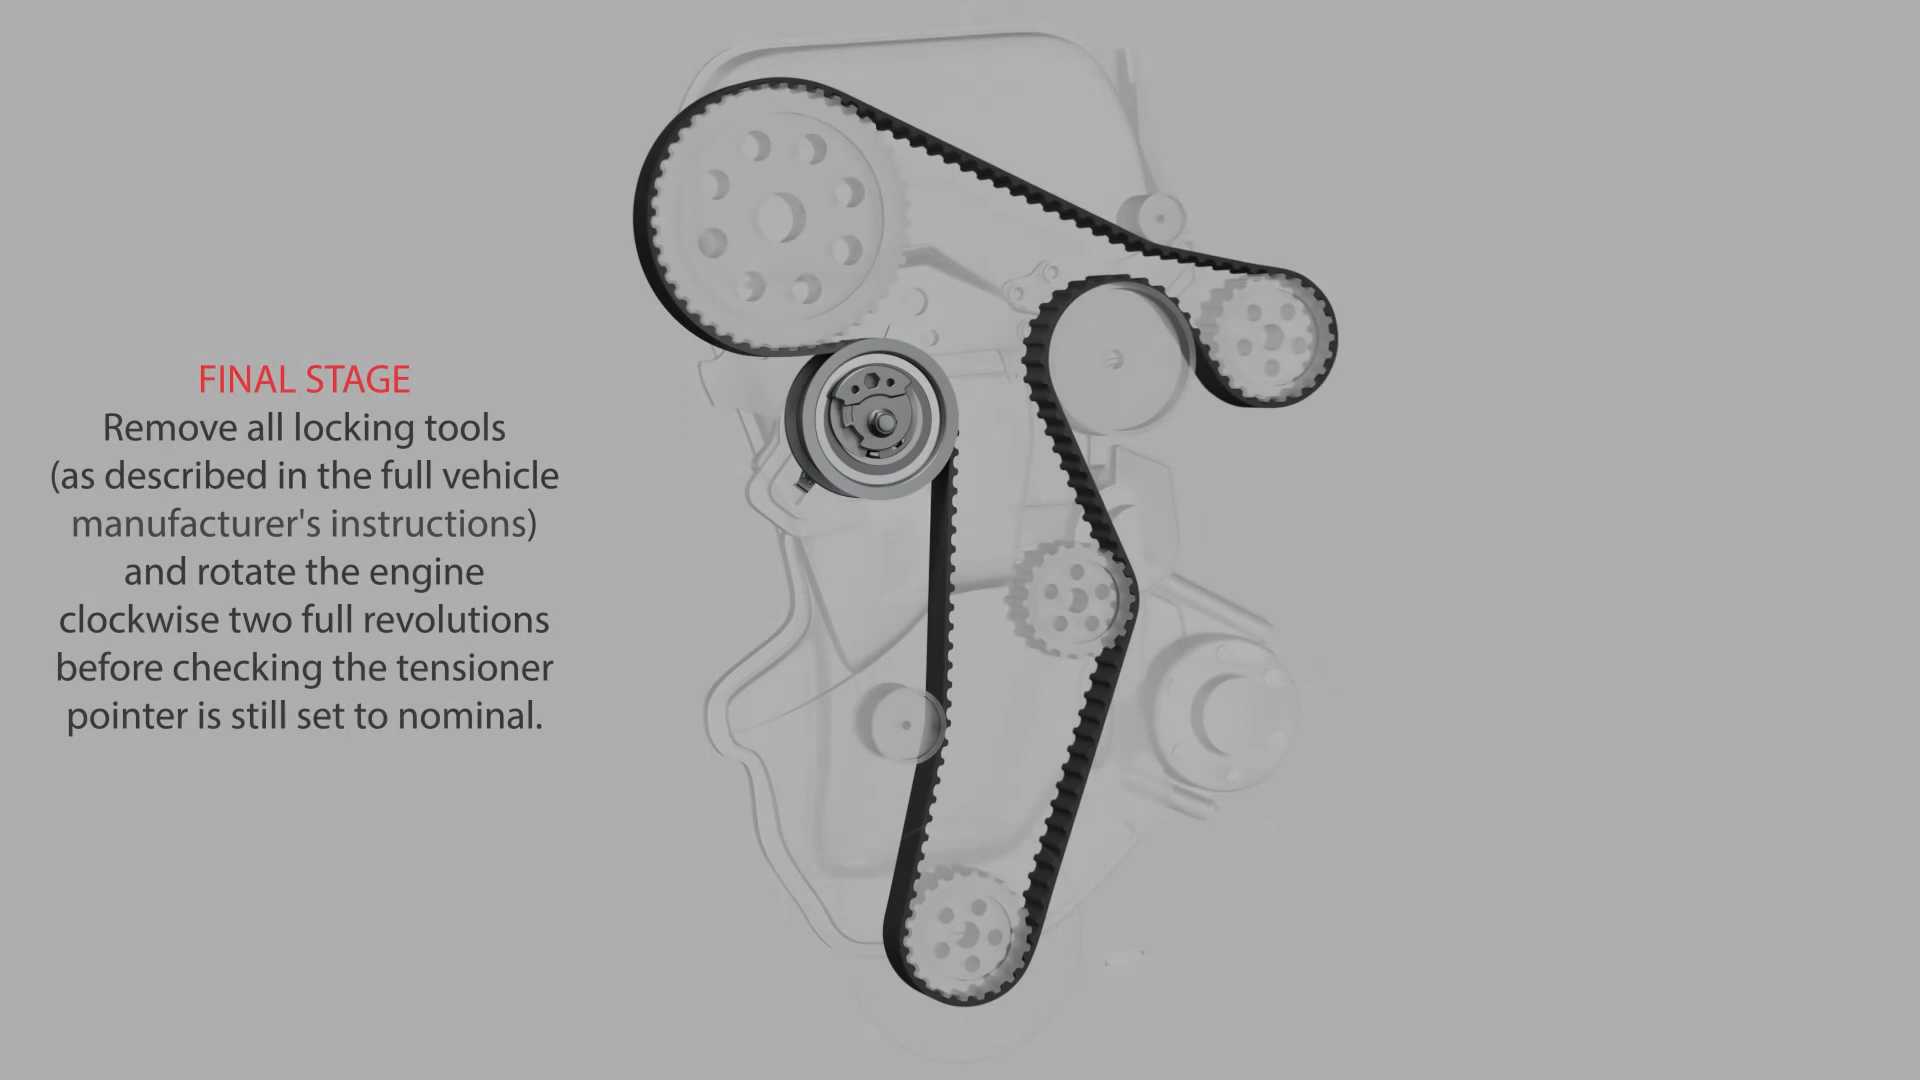 FINAL STAGE
Remove all locking tools
(as described in the full vehicle
manufacturer's instructions)
and rotate the engine
clockwise two full revolutions
before checking the tensioner
pointer is still set to nominal.